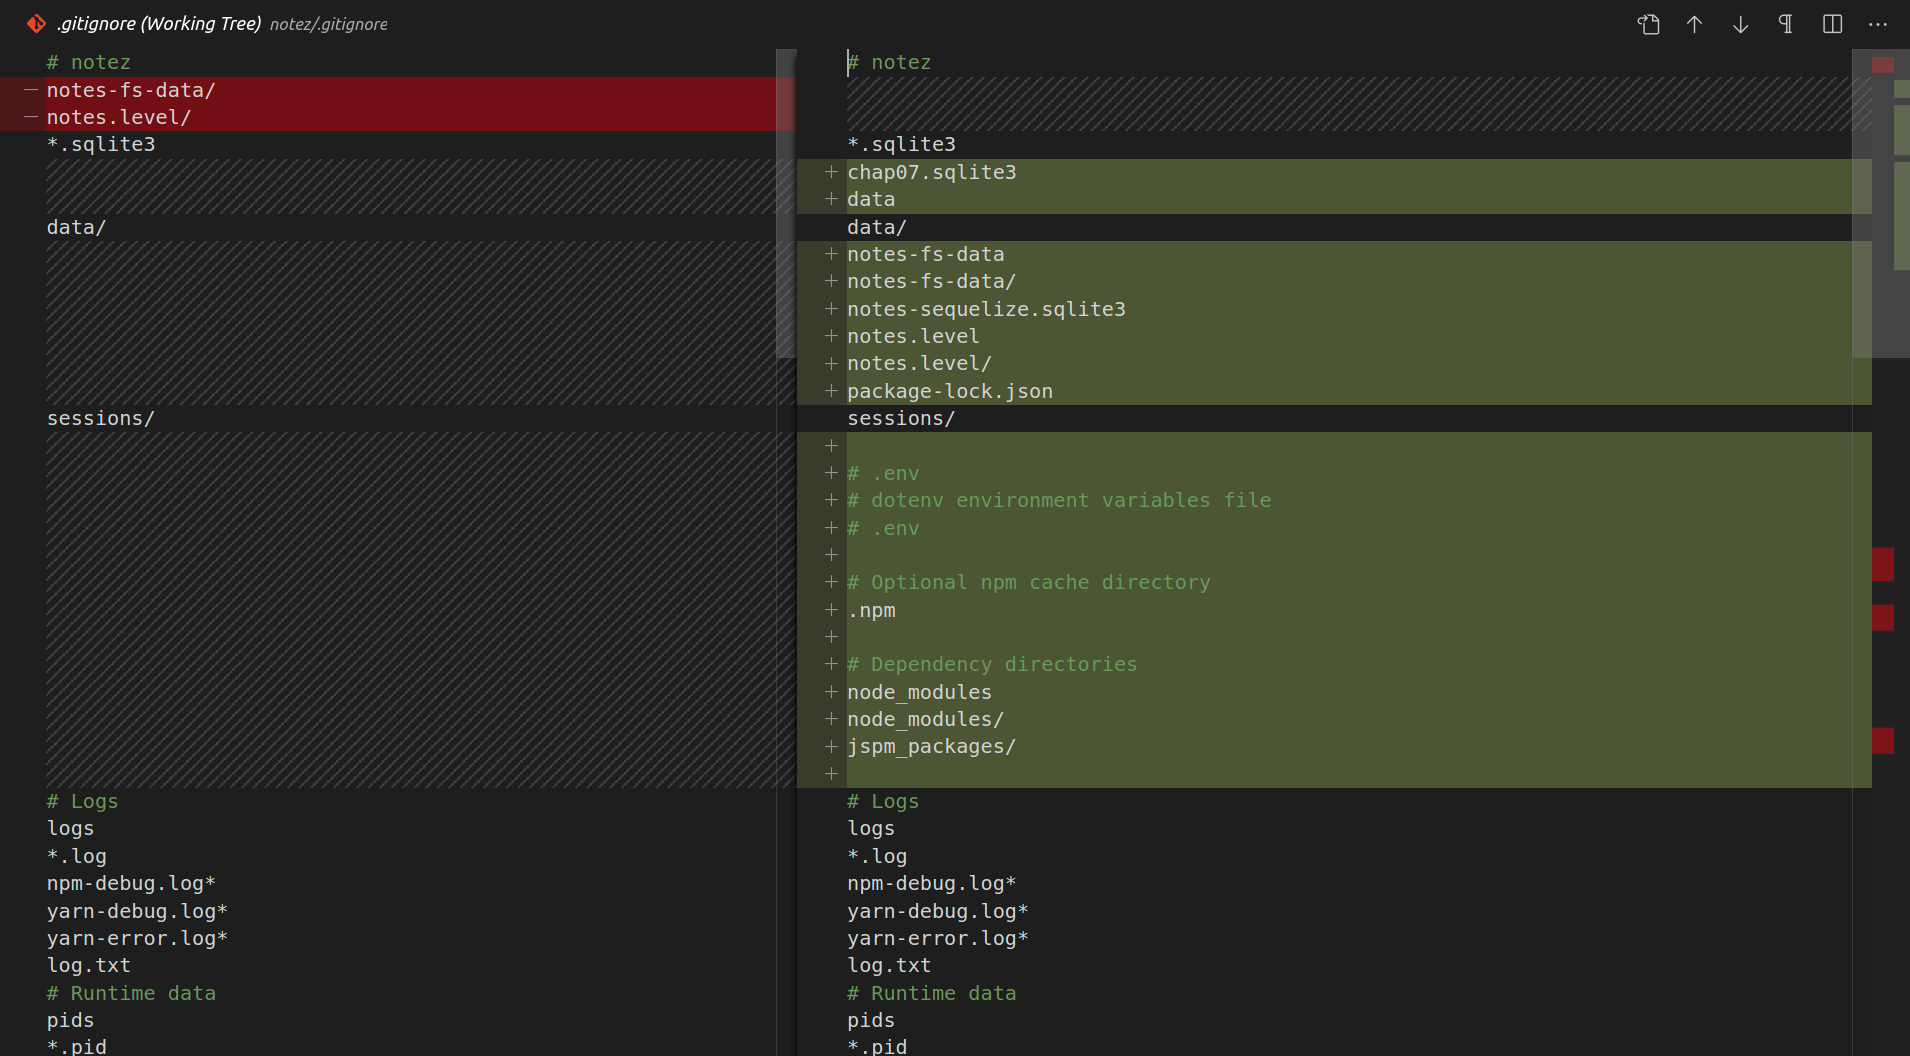 .gitignore (Working Tree) notez/.gitignore
# notez
notes-fs-data/
notes.level/
*.sqlite3
data/
sessions/
# Logs
logs
*.log
npm-debug.log*
yarn-debug.log*
yarn-error.log*
log.txt
# Runtime data
pids
*.pid
# notez
*.sqlite3
chap07.sqlite3
data
data/
notes-fs-data
notes-fs-data/
notes-sequelize.sqlite3
notes.level
notes.level/
package-lock.json
sessions/
# .env
# dotenv environment variables file
# .env
# Optional npm cache directory
.npm
# Dependency directories
node_modules
node_modules/
jspm_packages/
# Logs
logs
*.log
npm-debug.log*
yarn-debug.log*
yarn-error.log*
log.txt
# Runtime data
pids
*.pid